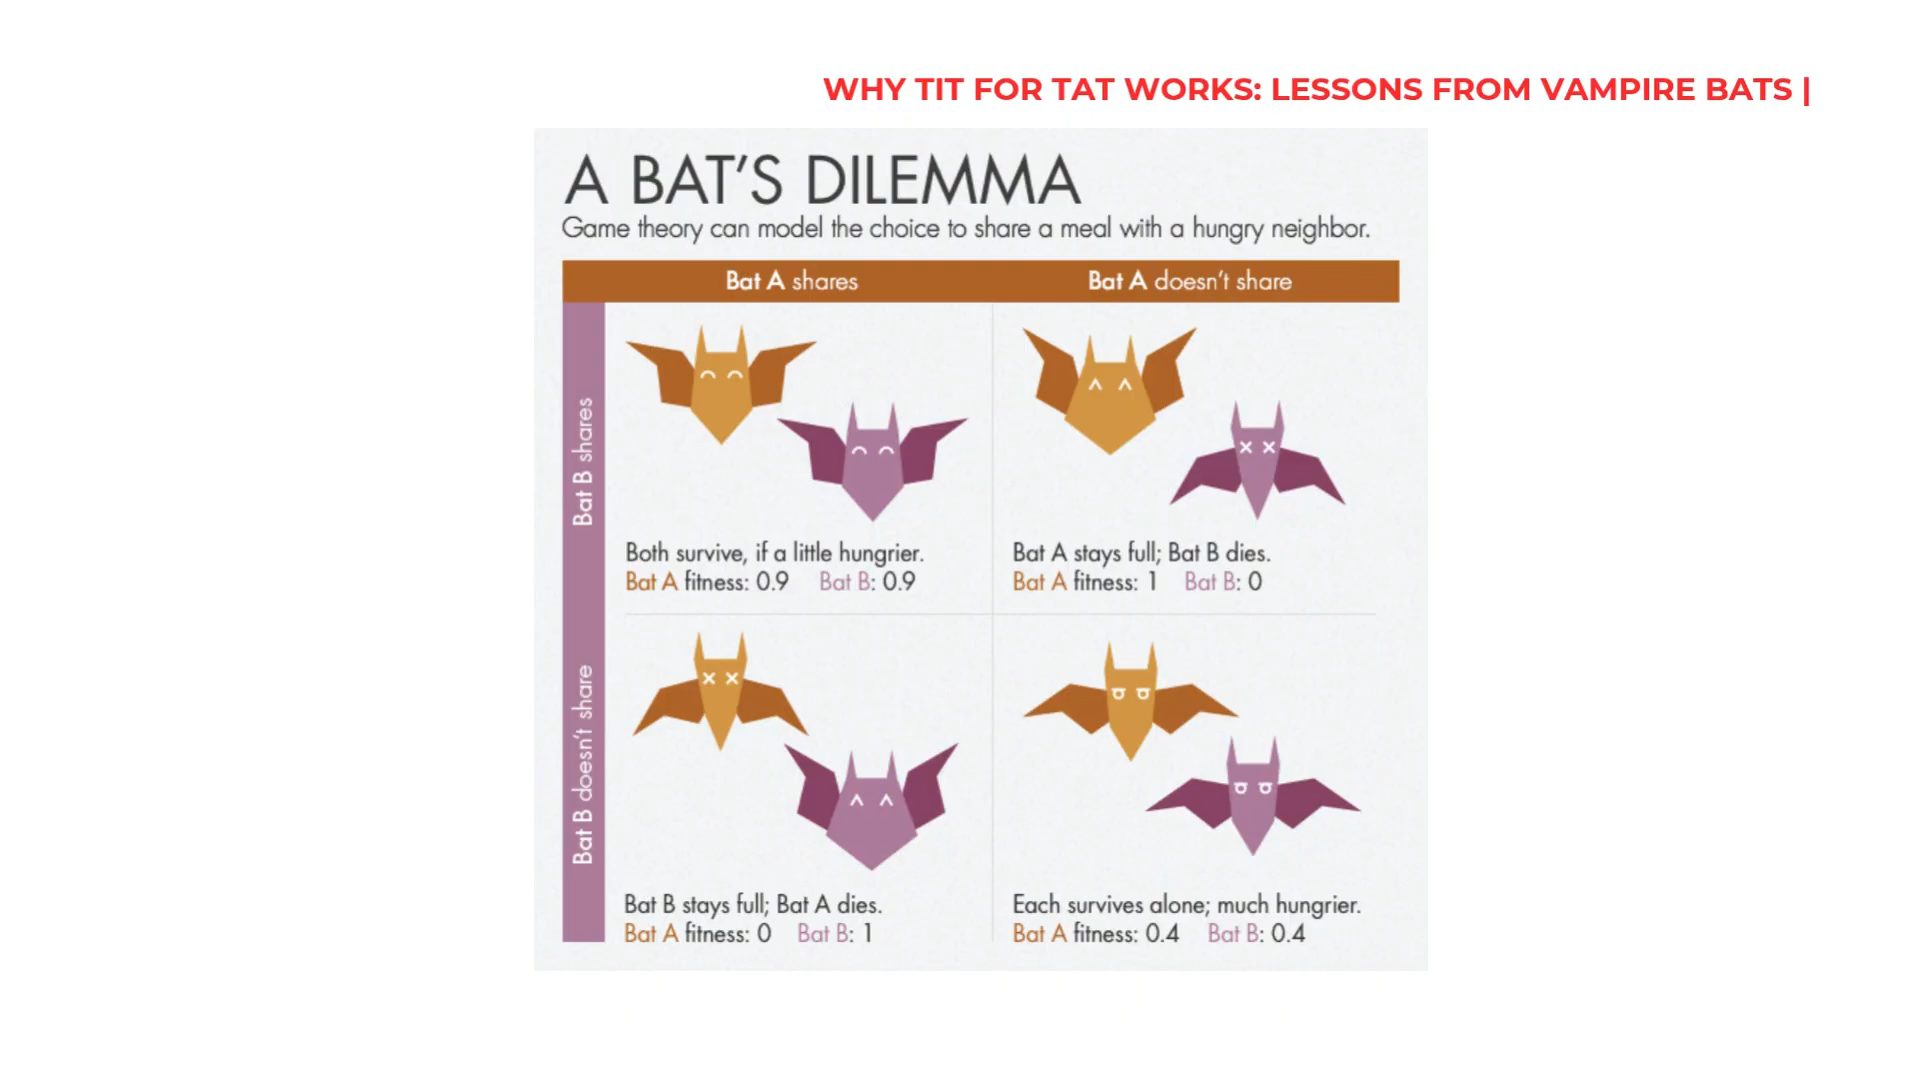 WHY TIT FOR TAT WORKS: LESSONS FROM VAMPIRE BATS |
A BAT'S DILEMMA
Game theory can model the choice to share a meal with a hungry neighbor.
Bat A shares
Bat A doesn't share
Bat B shares
Both survive, if a little hungrier.
Bat A fitness: 0.9 Bat B: 0.9
Bat A stays full; Bat B dies.
Bat A fitness: 1 Bat B: 0
Bat B doesn't share
Bat B stays full; Bat A dies.
Bat A fitness: 0 Bat B: 1
Each survives alone; much hungrier.
Bat A fitness: 0.4 Bat B: 0.4